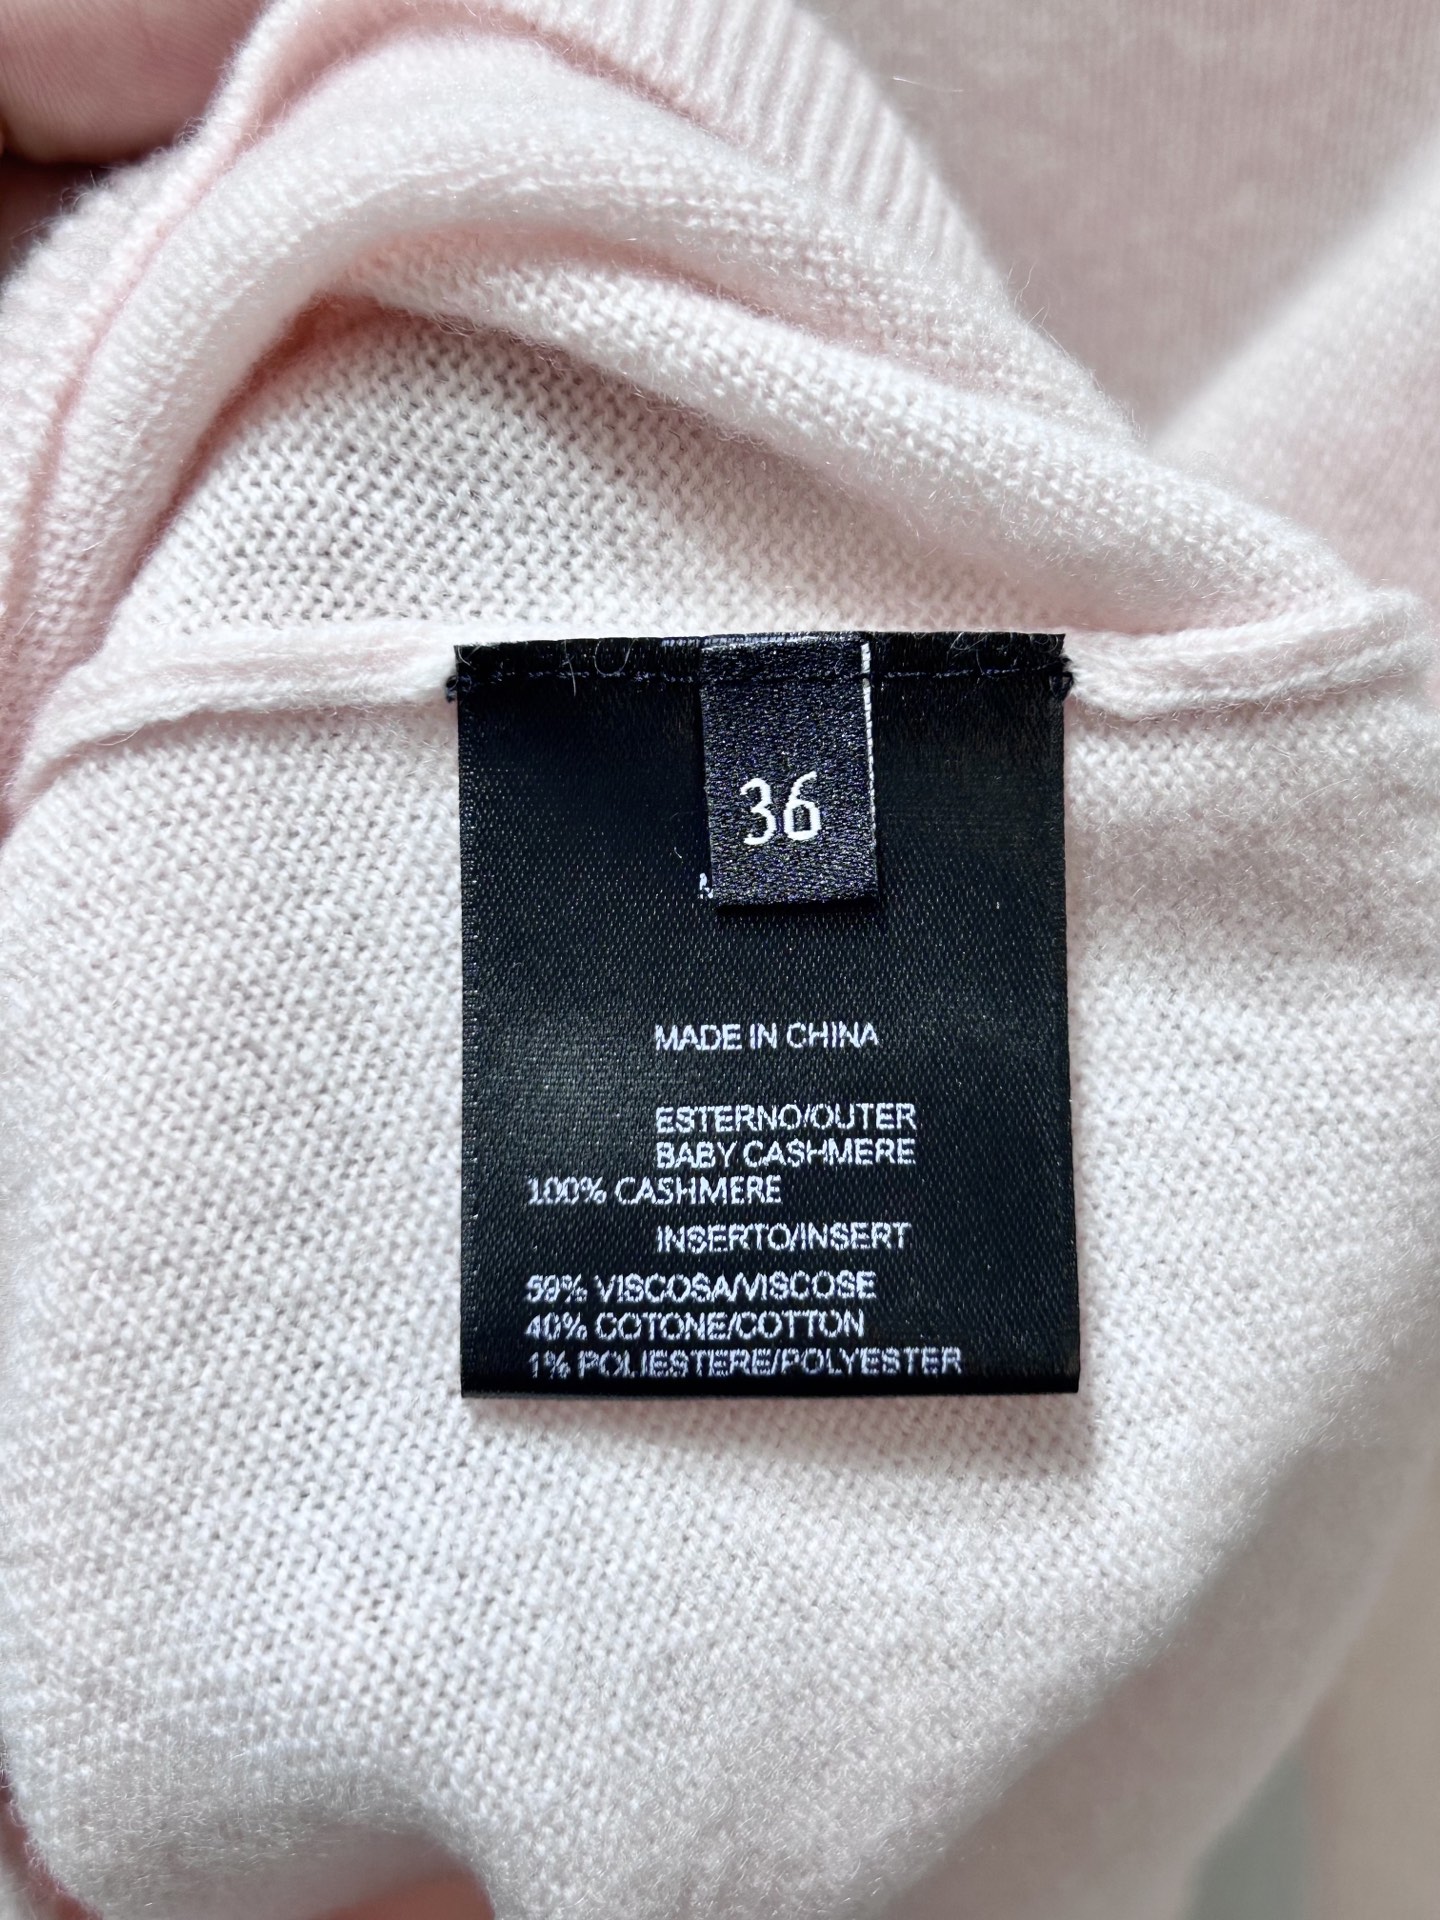 36
MADE IN CHINA
ESTERNO/OUTER
BABY CASHMERE
100% CASHMERE
INSERTO/INSERT
59% VISCOSA/VISCOSE
40% COTONE/COTTON
1% POLIESTERE/POLYESTER